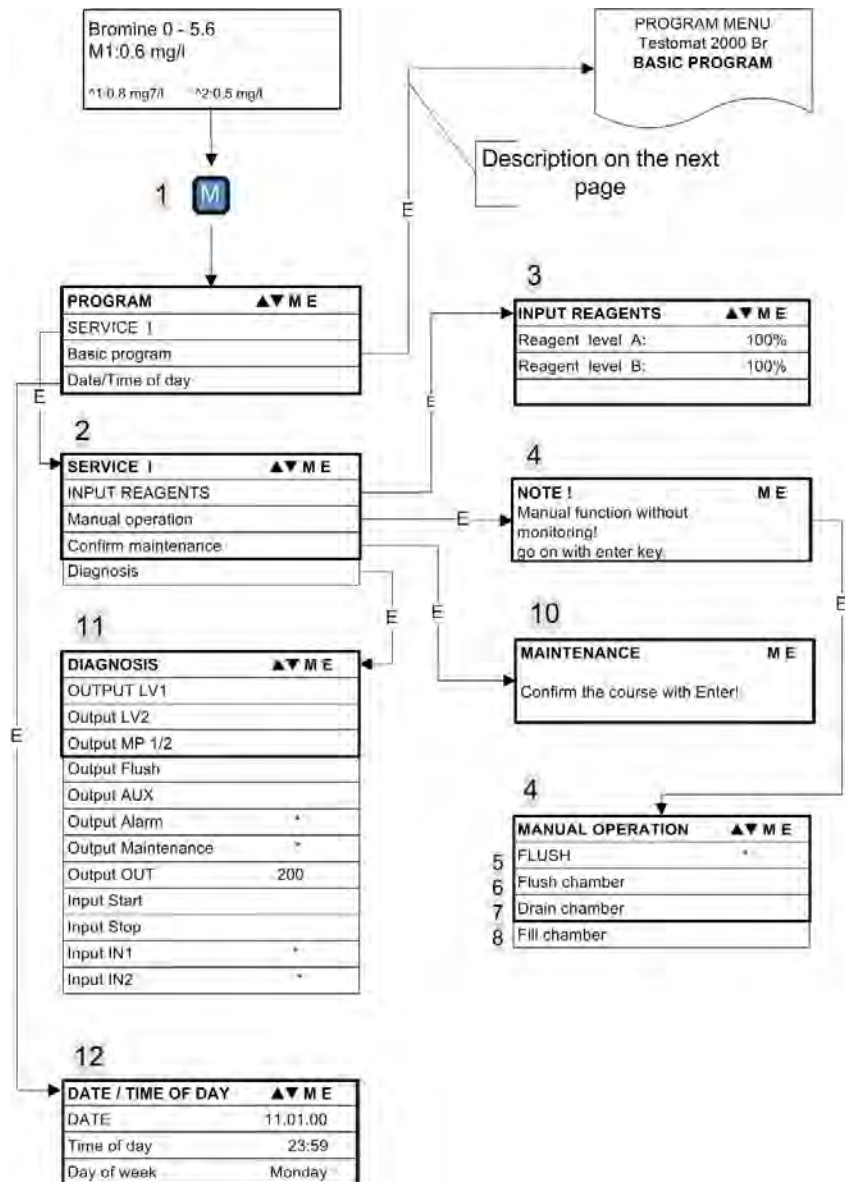 Bromine 0 - 5.6
M1:0.6 mg/l
^1:0.8 mg7/l ^2:0.5 mg/l
PROGRAM MENU
Testomat 2000 Br
BASIC PROGRAM
Description on the next
page
1 M
E
PROGRAM ▲▼ M E
SERVICE I
Basic program
Date/Time of day
E
3
INPUT REAGENTS ▲▼ M E
Reagent level A: 100%
Reagent level B: 100%
E
2
SERVICE I ▲▼ M E
INPUT REAGENTS
Manual operation
Confirm maintenance
Diagnosis
E
4
NOTE ! M E
Manual function without
monitoring!
go on with enter key
E
E
E
11
DIAGNOSIS ▲▼ M E
OUTPUT LV1
Output LV2
Output MP 1/2
Output Flush
Output AUX
Output Alarm *
Output Maintenance *
Output OUT 200
Input Start
Input Stop
Input IN1 *
Input IN2 *
E
10
MAINTENANCE M E
Confirm the course with Enter!
4
MANUAL OPERATION ▲▼ M E
5 FLUSH *
6 Flush chamber
7 Drain chamber
8 Fill chamber
12
DATE / TIME OF DAY ▲▼ M E
DATE 11.01.00
Time of day 23:59
Day of week Monday